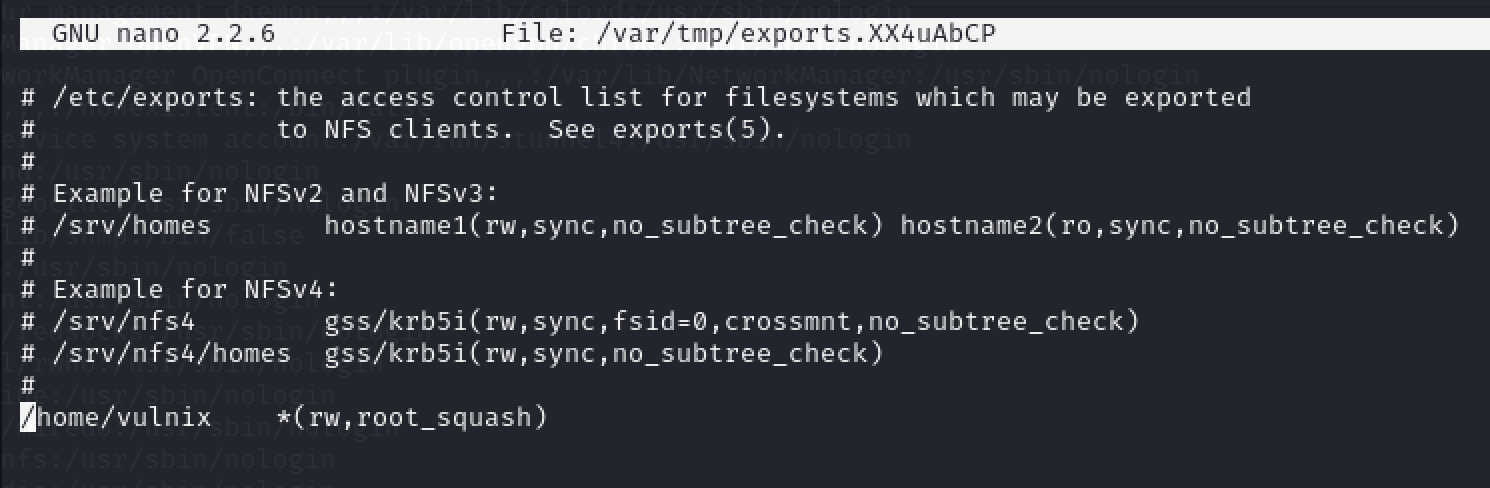 GNU nano 2.2.6 File: /var/tmp/exports.XX4uAbCP
# /etc/exports: the access control list for filesystems which may be exported
# to NFS clients. See exports(5).
#
# Example for NFSv2 and NFSv3:
# /srv/homes hostname1(rw,sync,no_subtree_check) hostname2(ro,sync,no_subtree_check)
#
# Example for NFSv4:
# /srv/nfs4 gss/krb5i(rw,sync,fsid=0,crossmnt,no_subtree_check)
# /srv/nfs4/homes gss/krb5i(rw,sync,no_subtree_check)
#
/home/vulnix *(rw,root_squash)